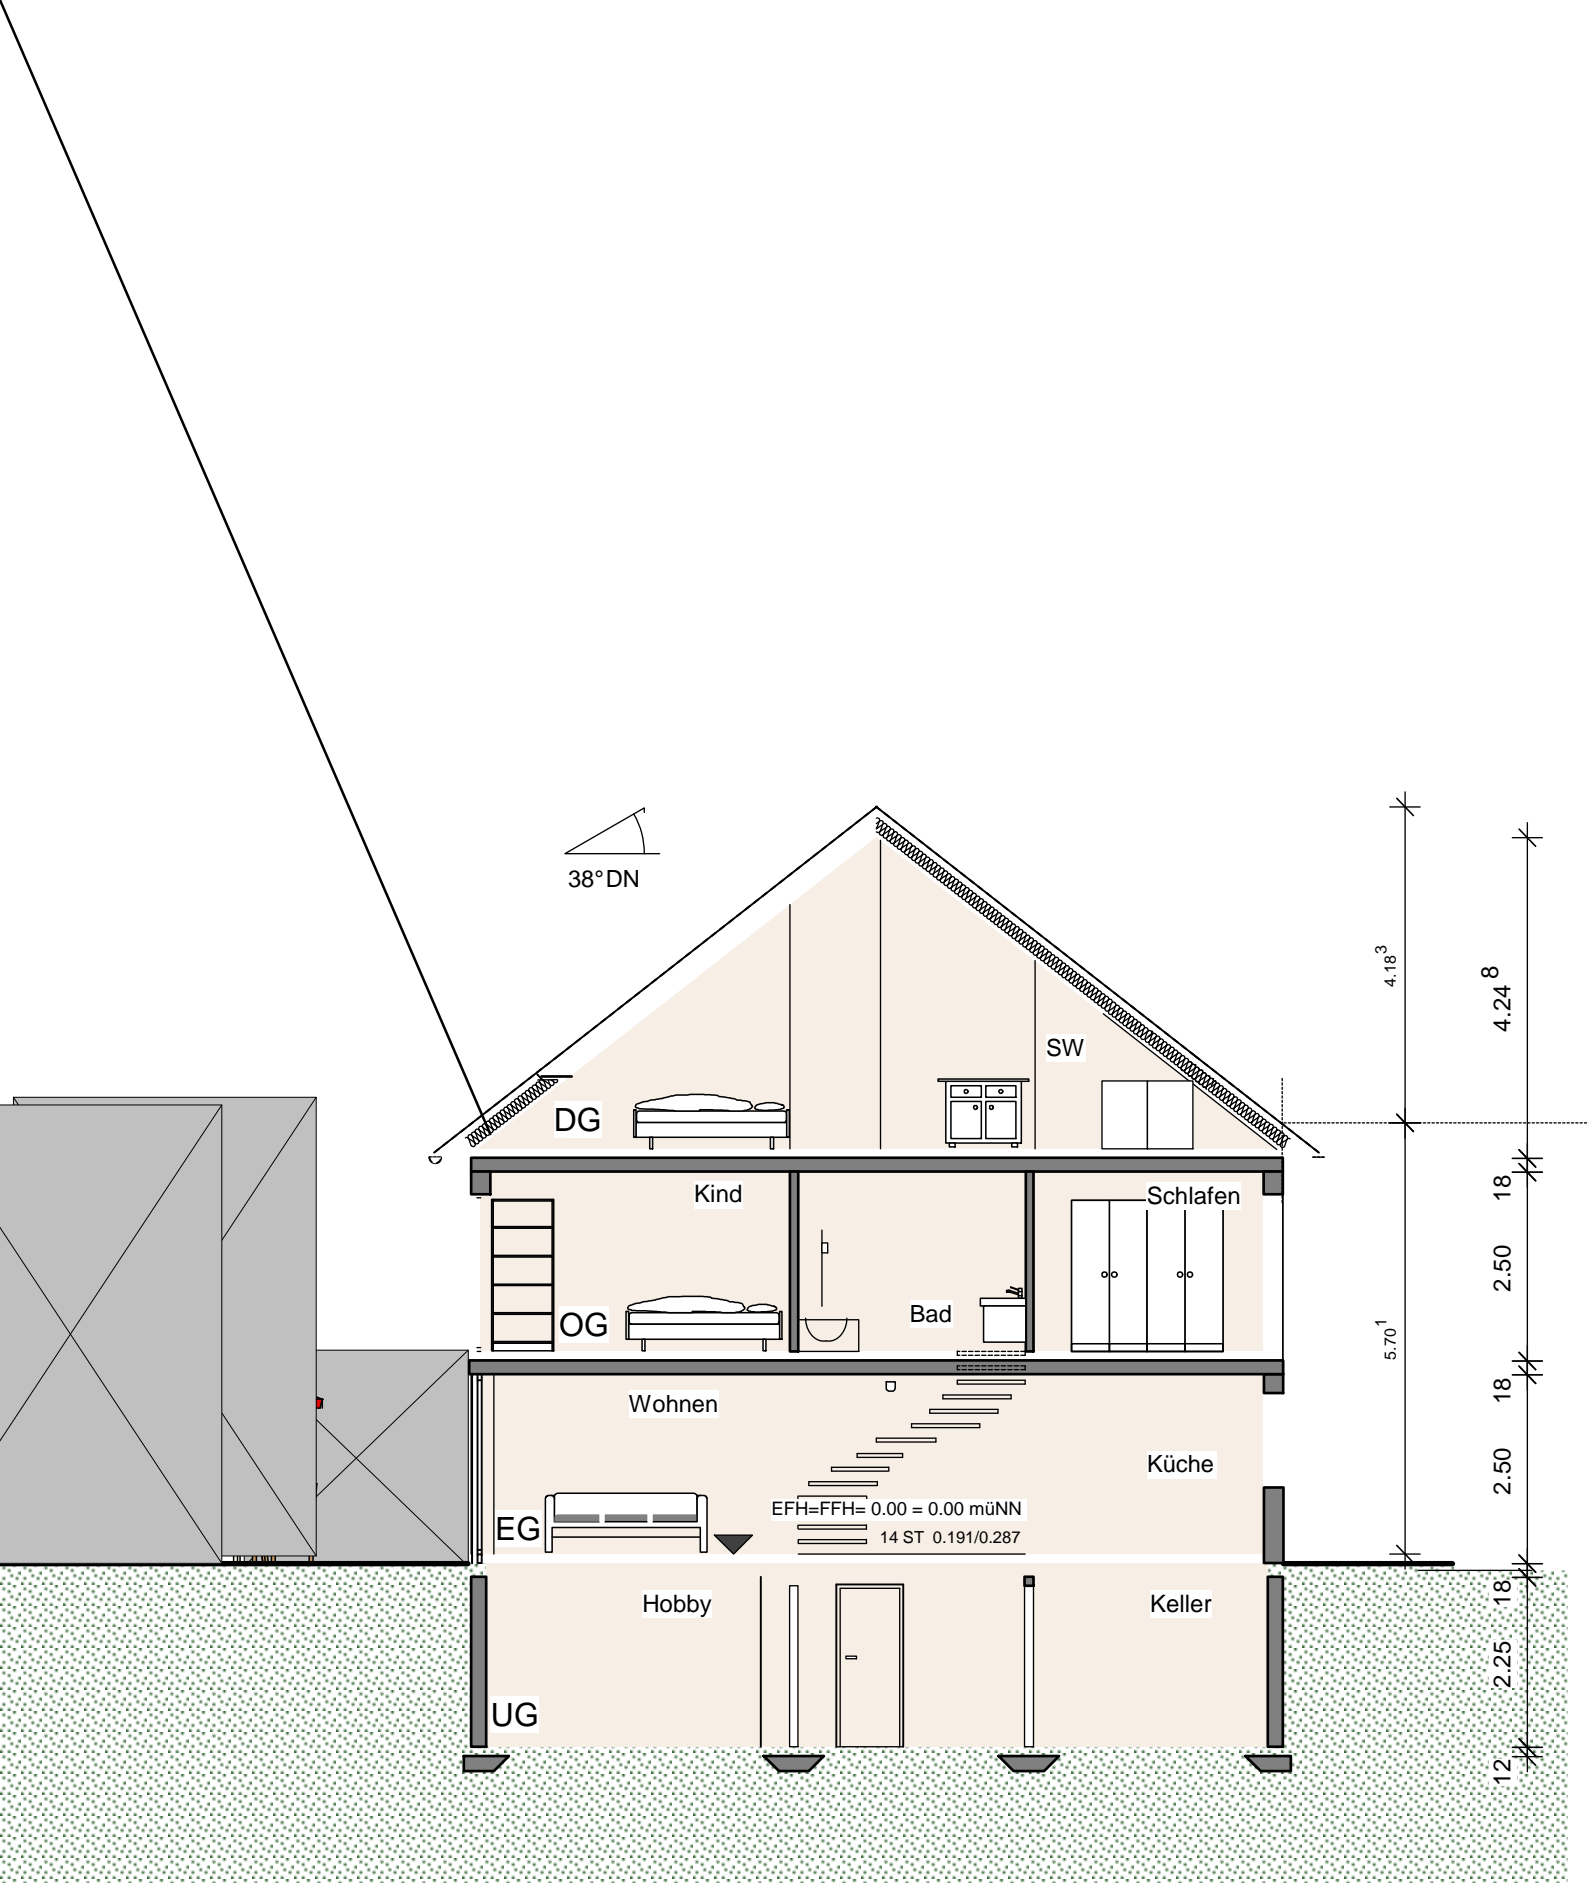 38°DN
4.18³
4.24⁸
SW
DG
Kind
Schlafen
18
2.50
OG
Bad
5.70¹
18
Wohnen
Küche
2.50
EFH=FFH= 0.00 = 0.00 müNN
EG
14 ST 0.191/0.287
Hobby
Keller
18
2.25
UG
12